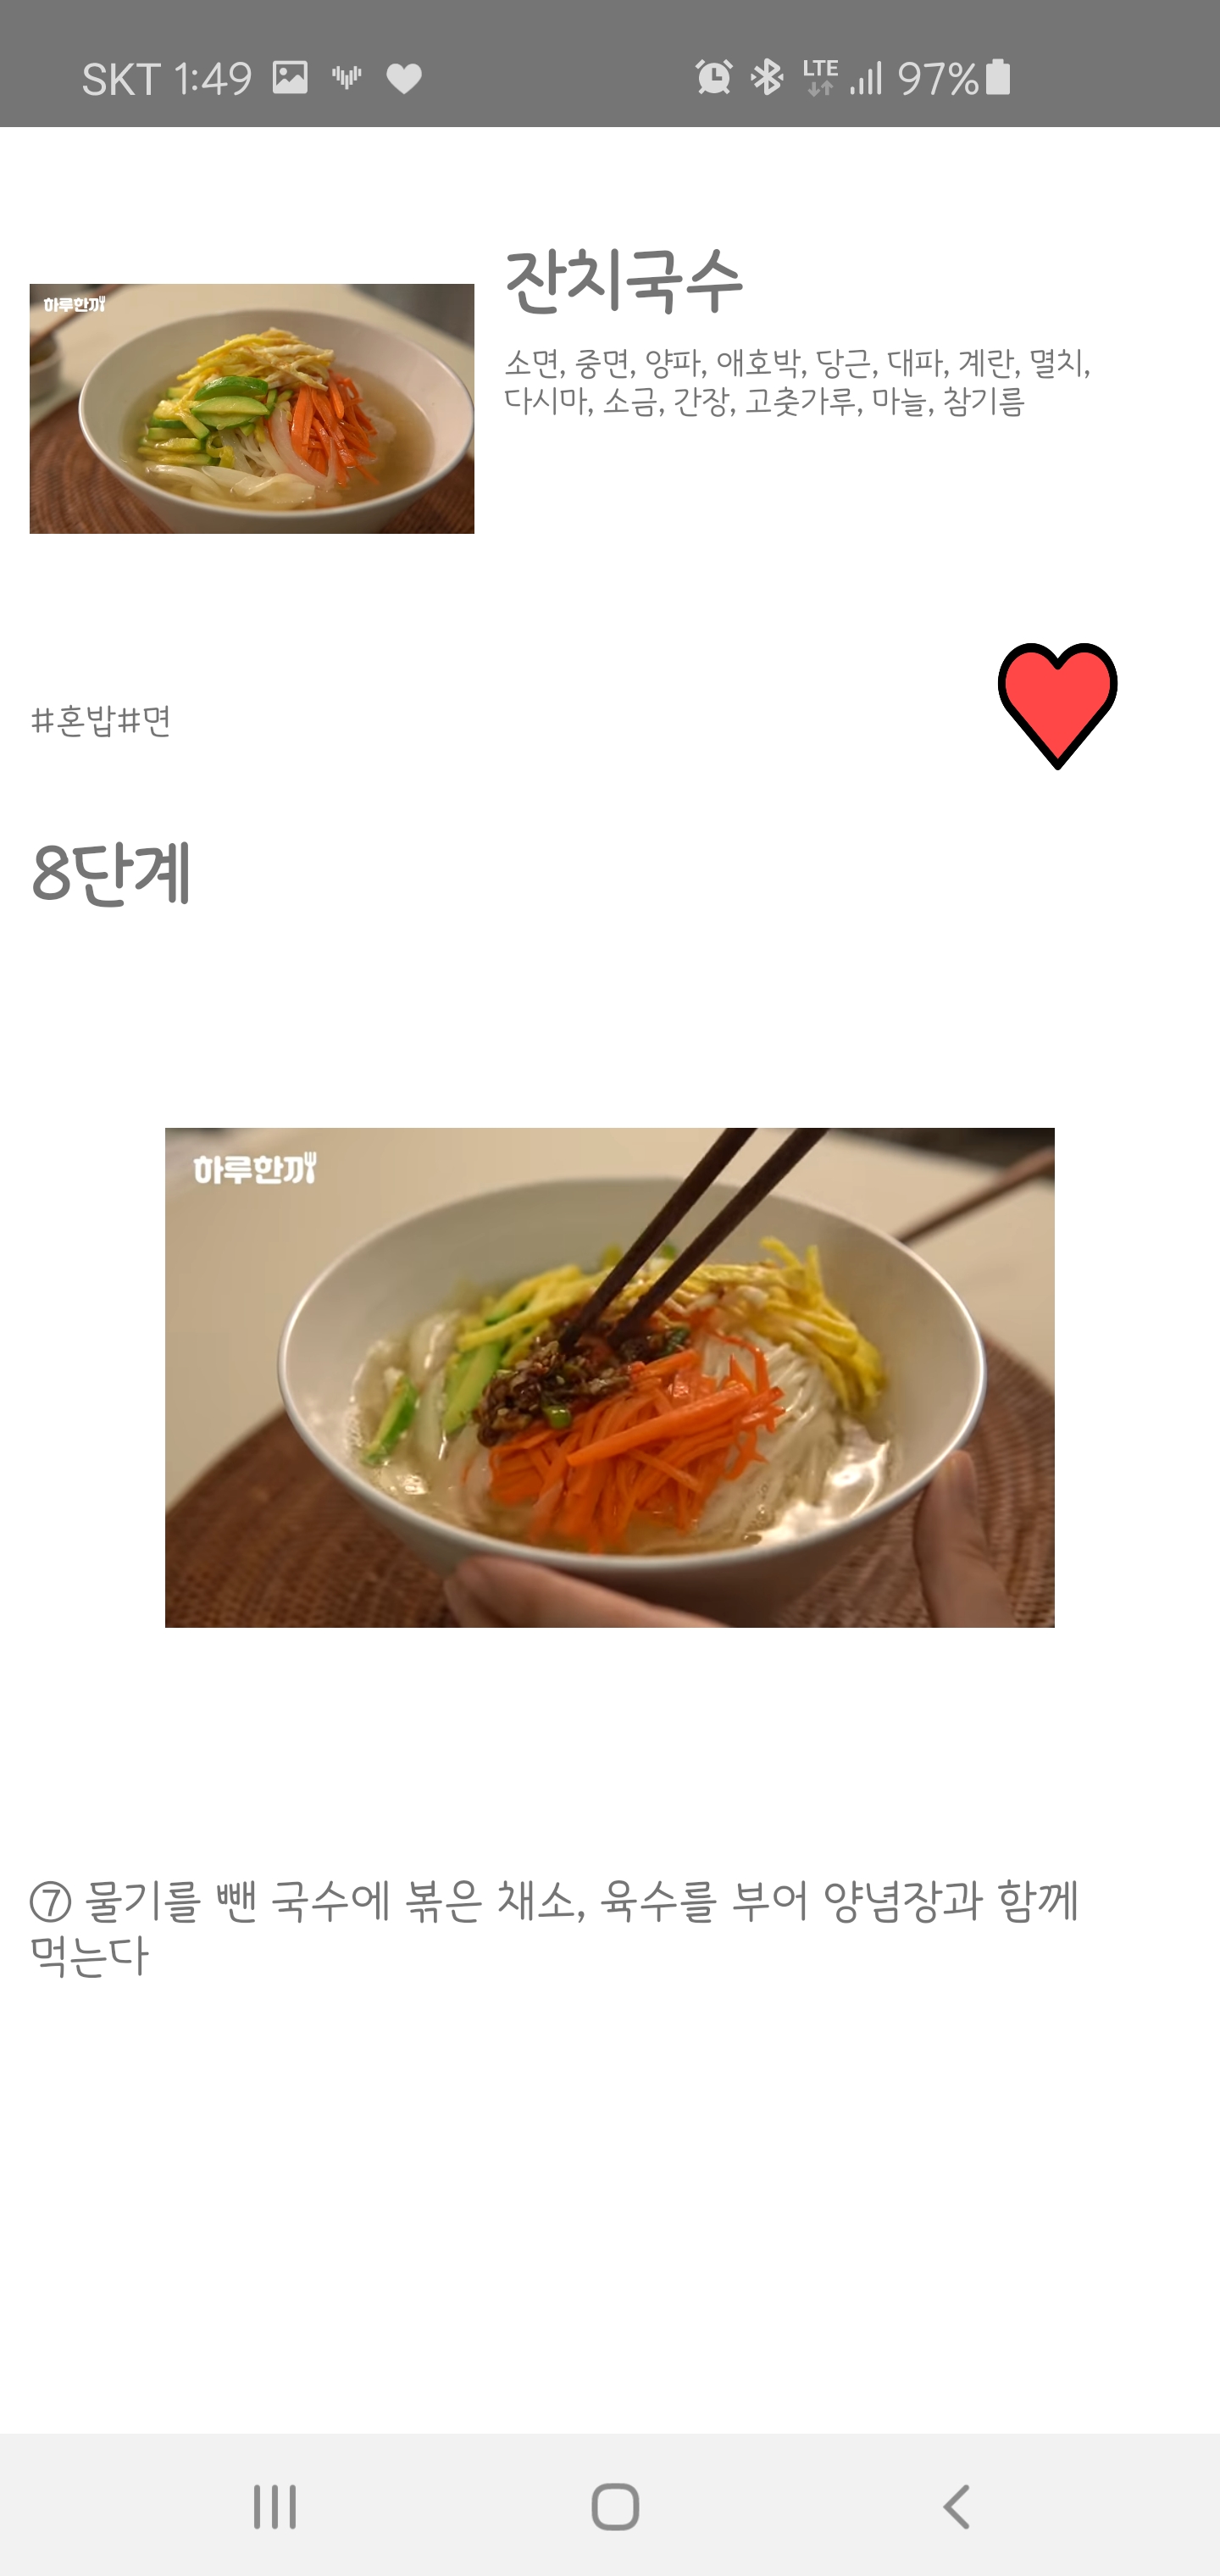 SKT 1:49 LTE 97%
잔치국수
하루한끼
소면, 중면, 양파, 애호박, 당근, 대파, 계란, 멸치,
다시마, 소금, 간장, 고춧가루, 마늘, 참기름
#혼밥#면
8단계
하루한끼
⑦ 물기를 뺀 국수에 볶은 채소, 육수를 부어 양념장과 함께
먹는다